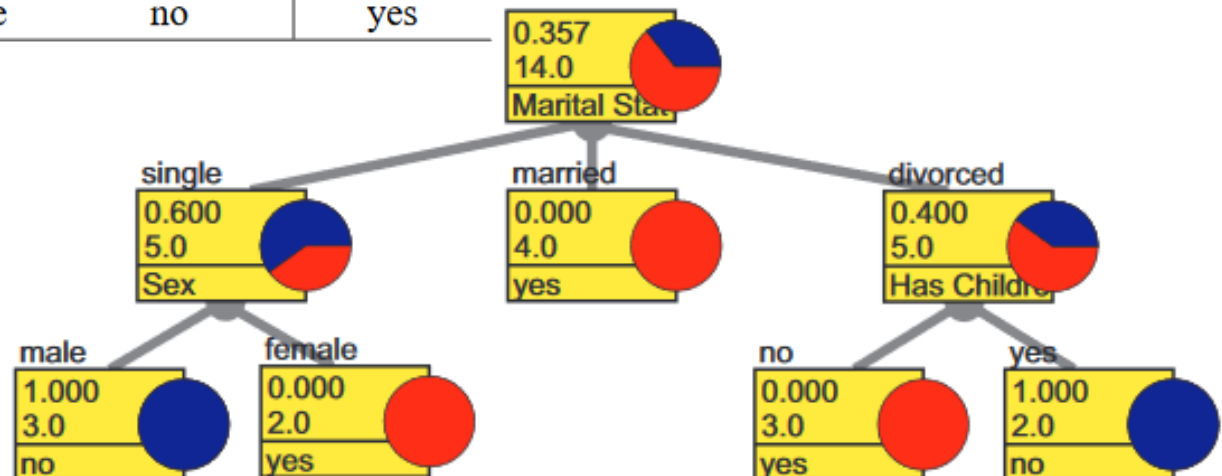 no yes
0.357
14.0
Marital Stat
single married divorced
0.600 0.000 0.400
5.0 4.0 5.0
Sex yes Has Childre
male female no yes
1.000 0.000 0.000 1.000
3.0 2.0 3.0 2.0
no yes yes no